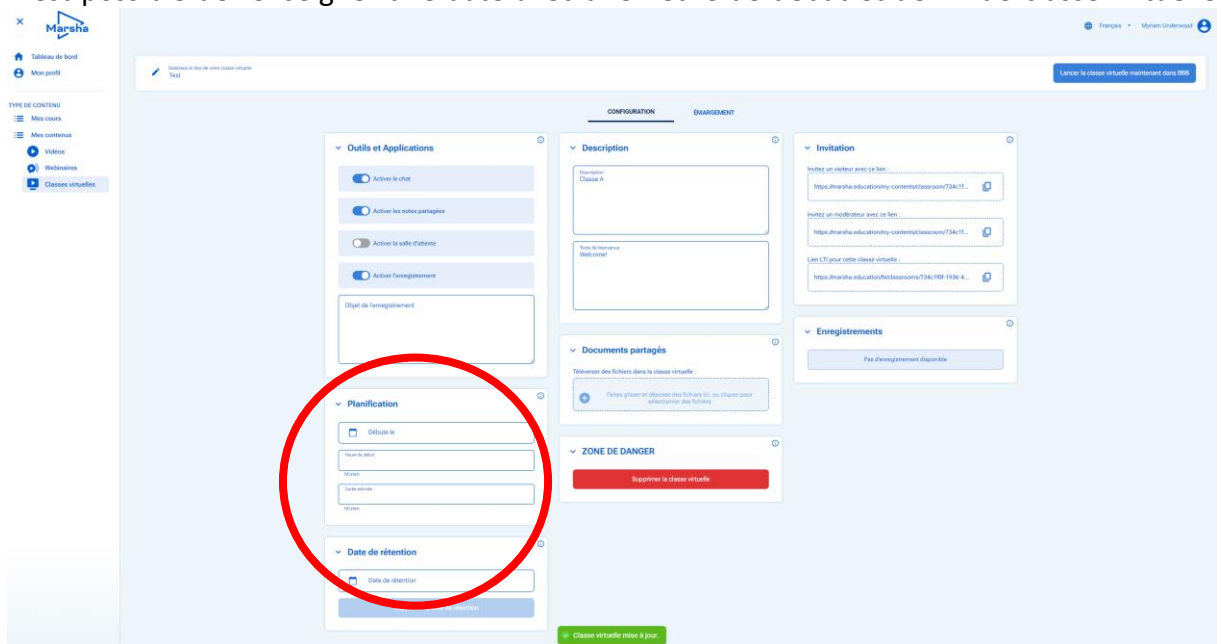 Marsha
Français
Myriam Underwood
Tableau de bord
Mon profil
TYPE DE CONTENU
Mes cours
Mes contenus
Vidéos
Webinaires
Classes virtuelles
Saisissez le titre de votre classe virtuelle
Test
Lancer la classe virtuelle maintenant dans BBB
CONFIGURATION
ÉMARGEMENT
Outils et Applications
Activer le chat
Activer les notes partagées
Activer la salle d'attente
Activer l'enregistrement
Objet de l'enregistrement
Planification
Débute le
Heure de début
hh:mm
Durée estimée
hh:mm
Date de rétention
Date de rétention
rétention
Description
Description
Classe A
Texte de bienvenue
Welcome!
Documents partagés
Téléverser des fichiers dans la classe virtuelle :
Faites glisser et déposez des fichiers ici, ou cliquez pour
sélectionner des fichiers
ZONE DE DANGER
Supprimer la classe virtuelle
Invitation
Invitez un visiteur avec ce lien :
https://marsha.education/my-contents/classroom/734c1f...
Invitez un modérateur avec ce lien :
https://marsha.education/my-contents/classroom/734c1f...
Lien LTI pour cette classe virtuelle :
https://marsha.education/lti/classrooms/734c1f0f-1936-4...
Enregistrements
Pas d'enregistrement disponible
Classe virtuelle mise à jour.